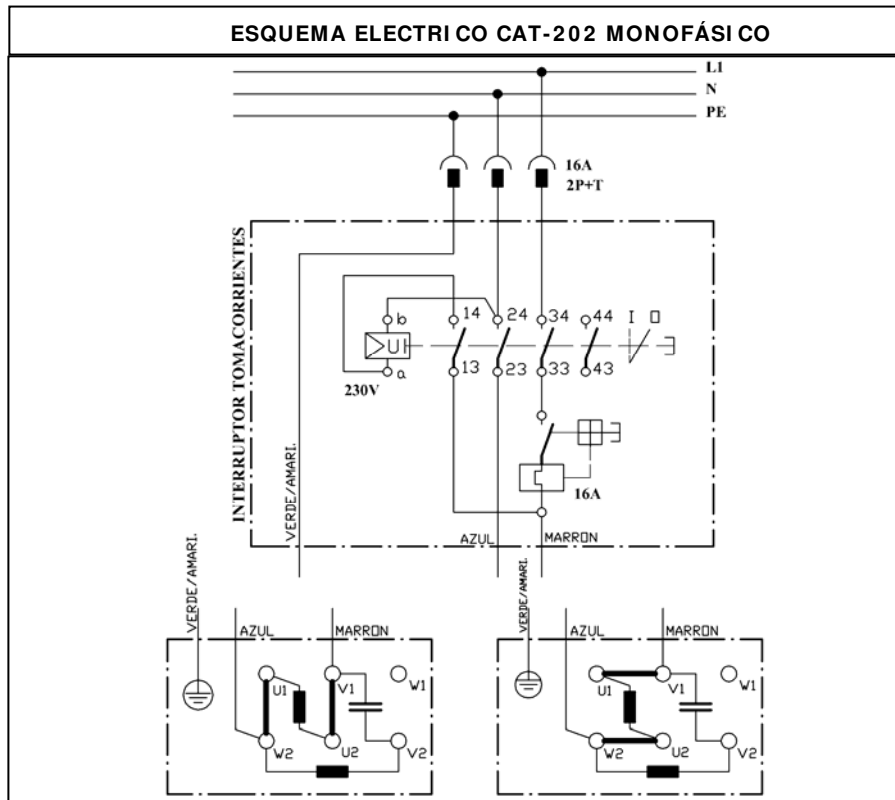 ESQUEMA ELECTRICO CAT-202 MONOFÁSICO
L1
N
PE
16A
2P+T
INTERRUPTOR TOMACORRIENTES
b
14
24
34
44
I O
U
a
13
23
33
43
230V
16A
VERDE/AMARI.
AZUL
MARRON
VERDE/AMARI.
AZUL
MARRON
U1
V1
W1
W2
U2
V2
VERDE/AMARI.
AZUL
MARRON
U1
V1
W1
W2
U2
V2